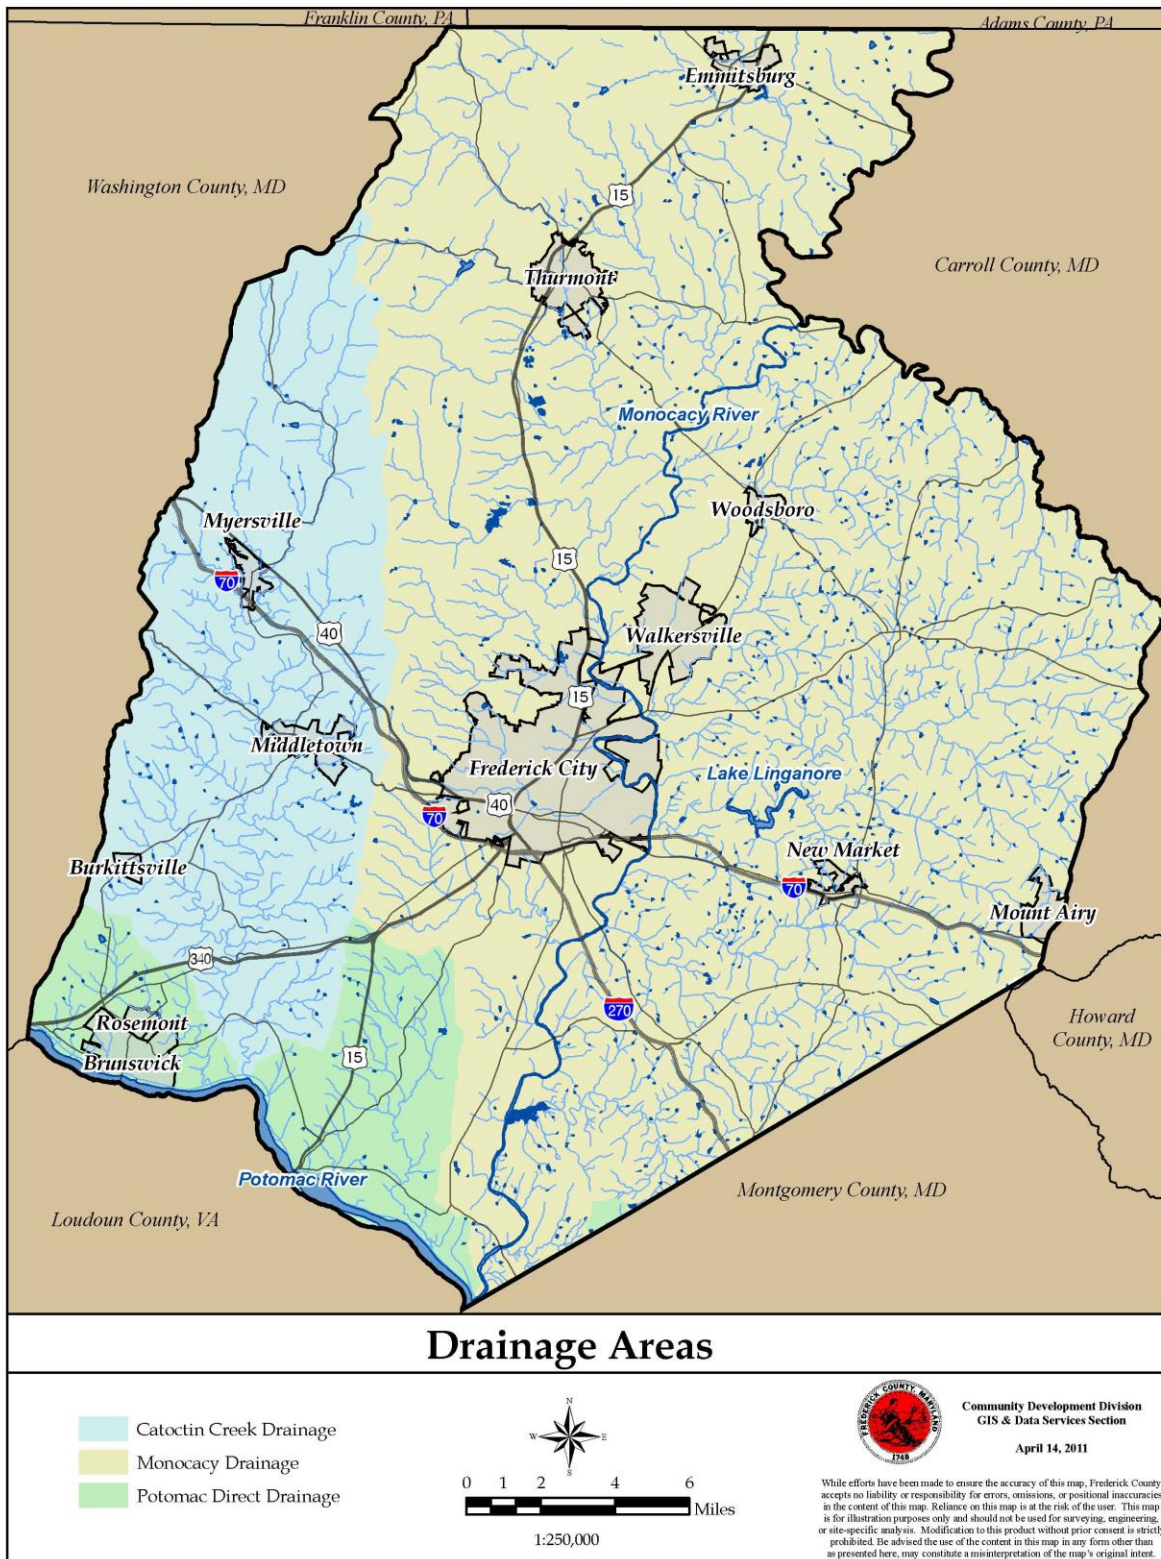 Franklin County, PA
Adams County, PA
Emmitsburg
Washington County, MD
15
Carroll County, MD
Thurmont
Monocacy River
Woodsboro
Myersville
15
70
40
Walkersville
15
Middletown
Frederick City
Lake Linganore
40
70
New Market
Burkittsville
70
Mount Airy
340
270
Howard
County, MD
Rosemont
Brunswick
15
Potomac River
Montgomery County, MD
Loudoun County, VA
Drainage Areas
Catoctin Creek Drainage
Monocacy Drainage
Potomac Direct Drainage
N
W
E
S
0 1 2 4 6
Miles
1:250,000
FREDERICK COUNTY, MARYLAND
1748
Community Development Division
GIS & Data Services Section
April 14, 2011
While efforts have been made to ensure the accuracy of this map, Frederick County
accepts no liability or responsibility for errors, omissions, or positional inaccuracies
in the content of this map. Reliance on this map is at the risk of the user. This map
is for illustration purposes only and should not be used for surveying, engineering,
or site-specific analysis. Modification to this product without prior consent is strictly
prohibited. Be advised the use of the content in this map in any form other than
as presented here, may constitute a misinterpretation of the map's original intent.